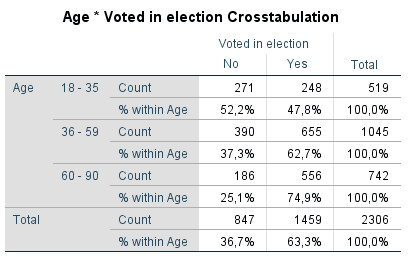 Age * Voted in election Crosstabulation
Voted in election
No Yes Total
Age 18 - 35 Count 271 248 519
% within Age 52,2% 47,8% 100,0%
36 - 59 Count 390 655 1045
% within Age 37,3% 62,7% 100,0%
60 - 90 Count 186 556 742
% within Age 25,1% 74,9% 100,0%
Total Count 847 1459 2306
% within Age 36,7% 63,3% 100,0%